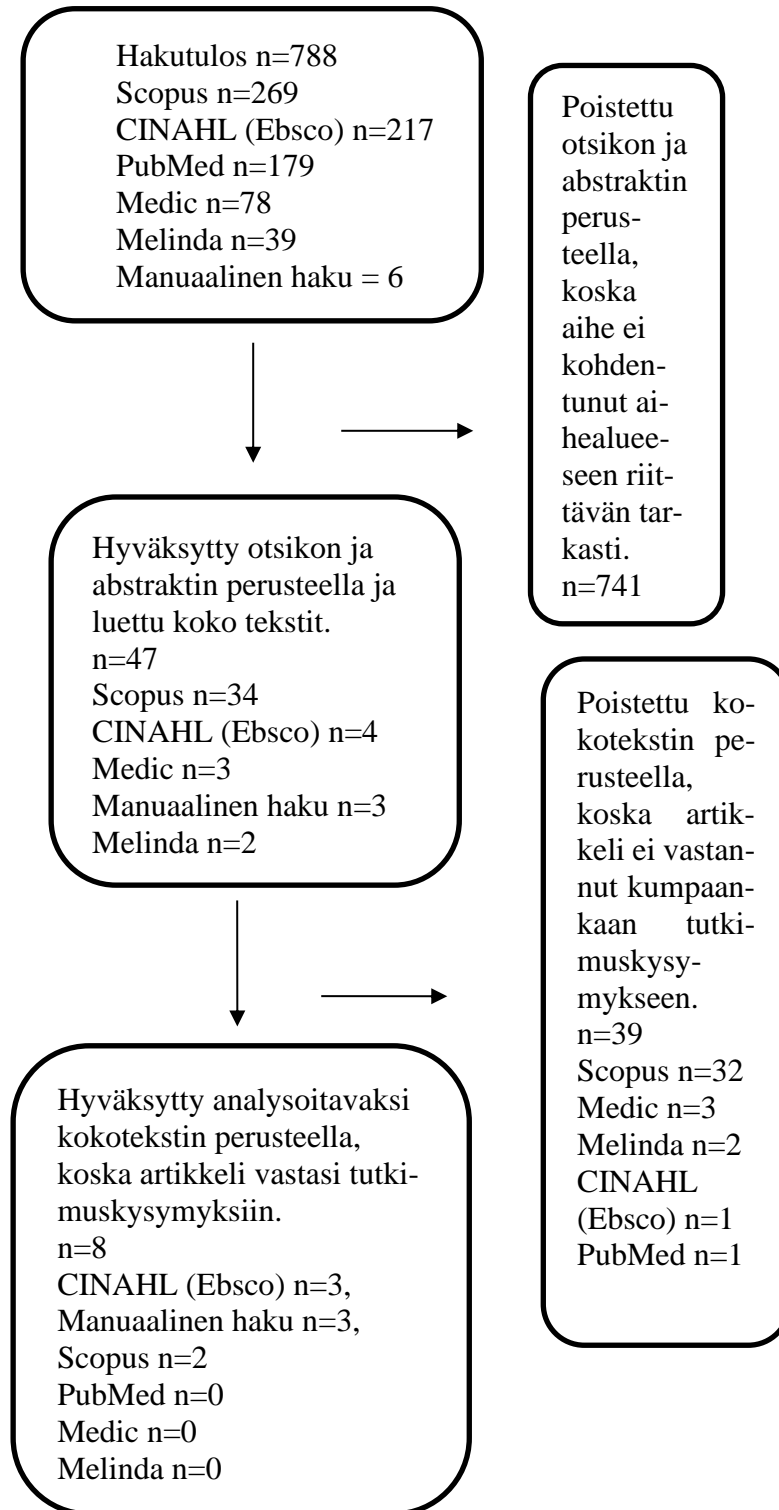 Hakutulos n=788
Scopus n=269
CINAHL (Ebsco) n=217
PubMed n=179
Medic n=78
Melinda n=39
Manuaalinen haku = 6
Poistettu
otsikon ja
abstraktin
perus-
teella,
koska
aihe ei
kohden-
tunut ai-
healuee-
seen riit-
tävän tar-
kasti.
n=741
Hyväksytty otsikon ja
abstraktin perusteella ja
luettu koko tekstit.
n=47
Scopus n=34
CINAHL (Ebsco) n=4
Medic n=3
Manuaalinen haku n=3
Melinda n=2
Poistettu ko-
kotekstin pe-
rusteella,
koska artik-
keli ei vastan-
nut kumpaan-
kaan tutki-
muskysy-
mykseen.
n=39
Scopus n=32
Medic n=3
Melinda n=2
CINAHL
(Ebsco) n=1
PubMed n=1
Hyväksytty analysoitavaksi
kokotekstin perusteella,
koska artikkeli vastasi tutki-
muskysymyksiin.
n=8
CINAHL (Ebsco) n=3,
Manuaalinen haku n=3,
Scopus n=2
PubMed n=0
Medic n=0
Melinda n=0